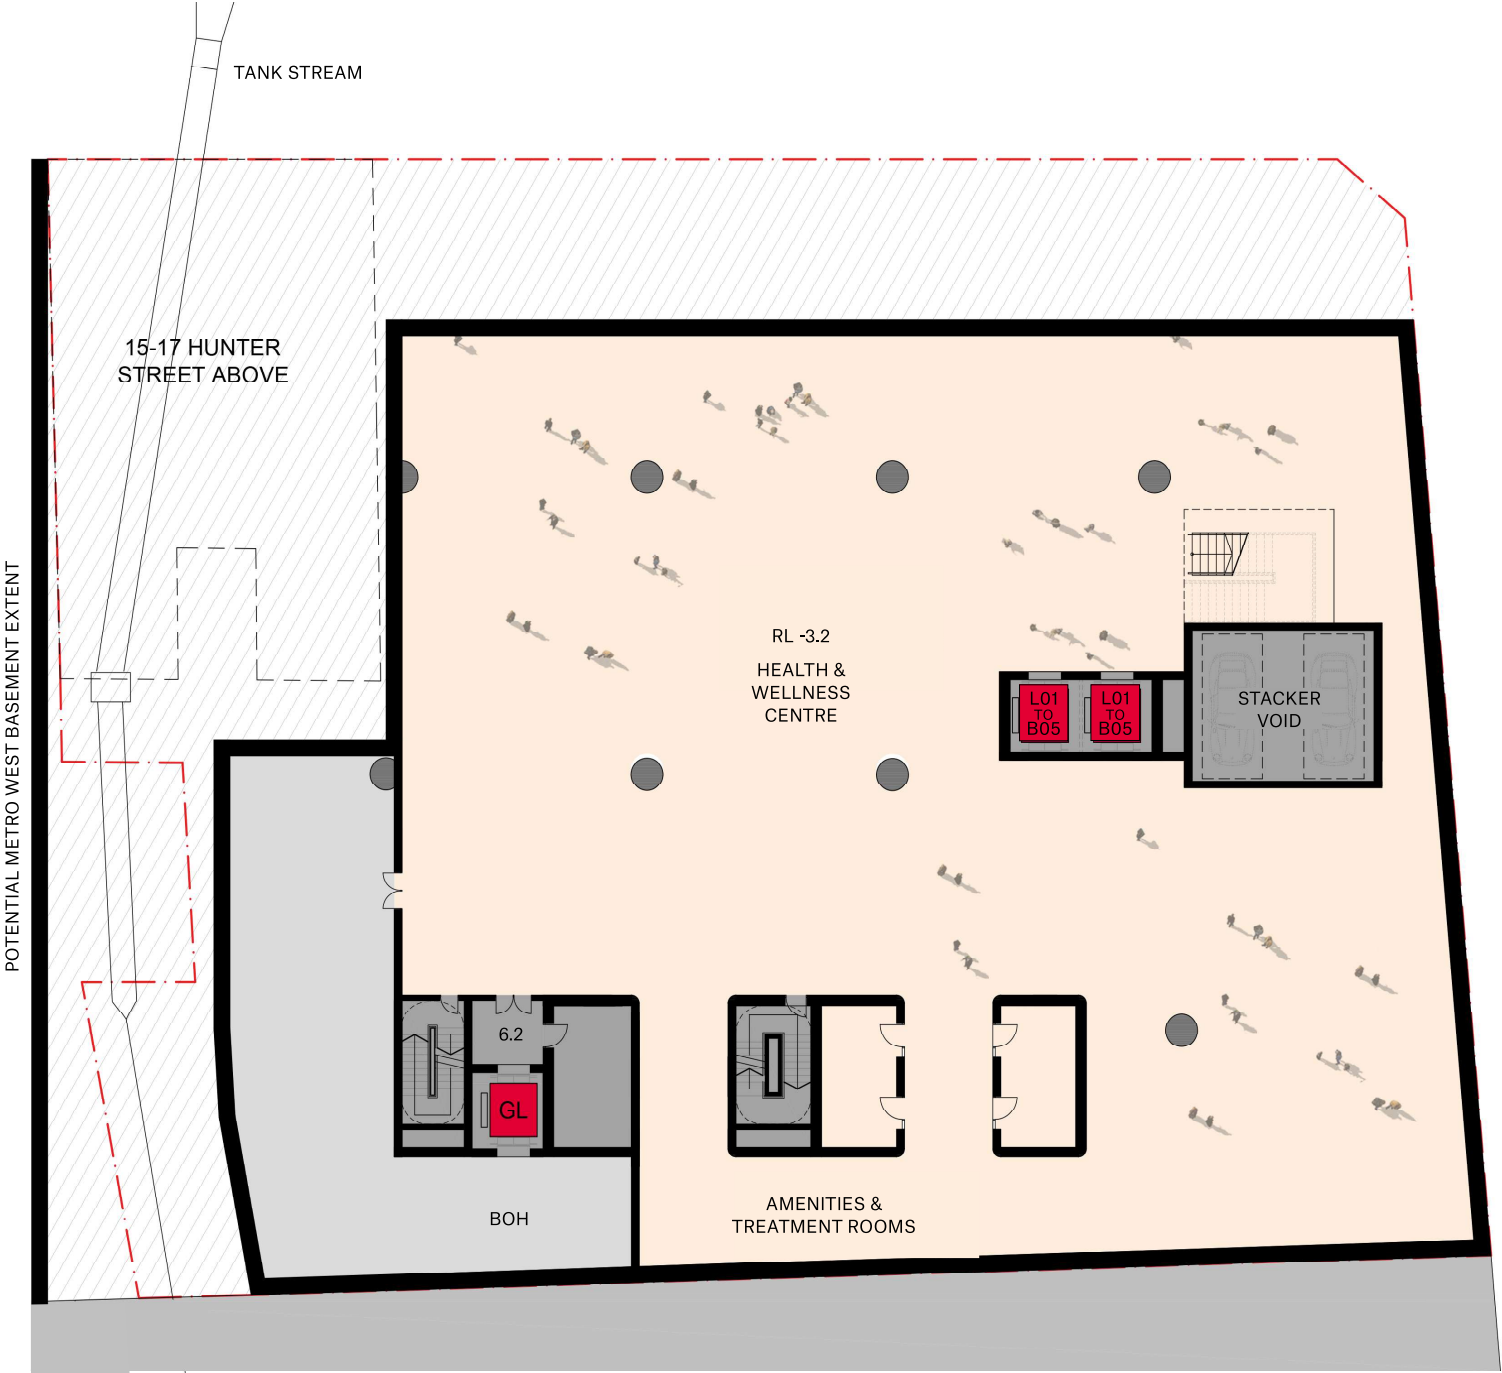 TANK STREAM
15-17 HUNTER
STREET ABOVE
POTENTIAL METRO WEST BASEMENT EXTENT
RL -3.2
HEALTH &
WELLNESS
CENTRE
L01
TO
B05
L01
TO
B05
STACKER
VOID
6.2
GL
AMENITIES &
TREATMENT ROOMS
BOH